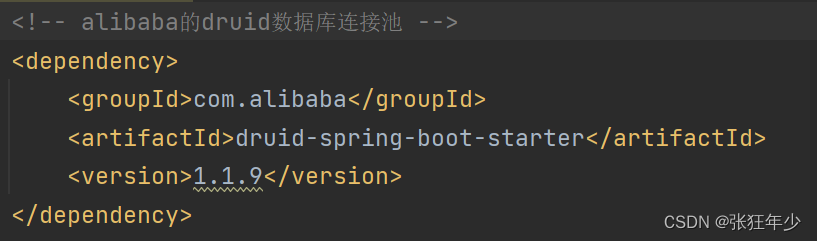 <!-- alibaba的druid数据库连接池 -->
<dependency>
    <groupId>com.alibaba</groupId>
    <artifactId>druid-spring-boot-starter</artifactId>
    <version>1.1.9</version>
</dependency>
CSDN @张狂年少